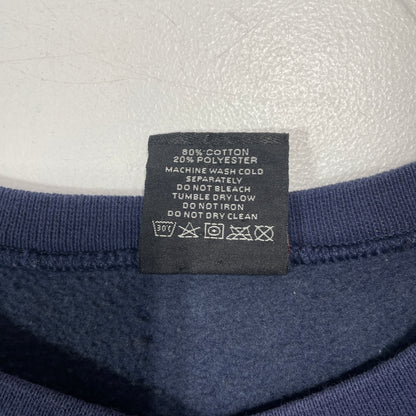 80% COTTON
20% POLYESTER
MACHINE WASH COLD
SEPARATELY
DO NOT BLEACH
TUMBLE DRY LOW
DO NOT IRON
DO NOT DRY CLEAN
30